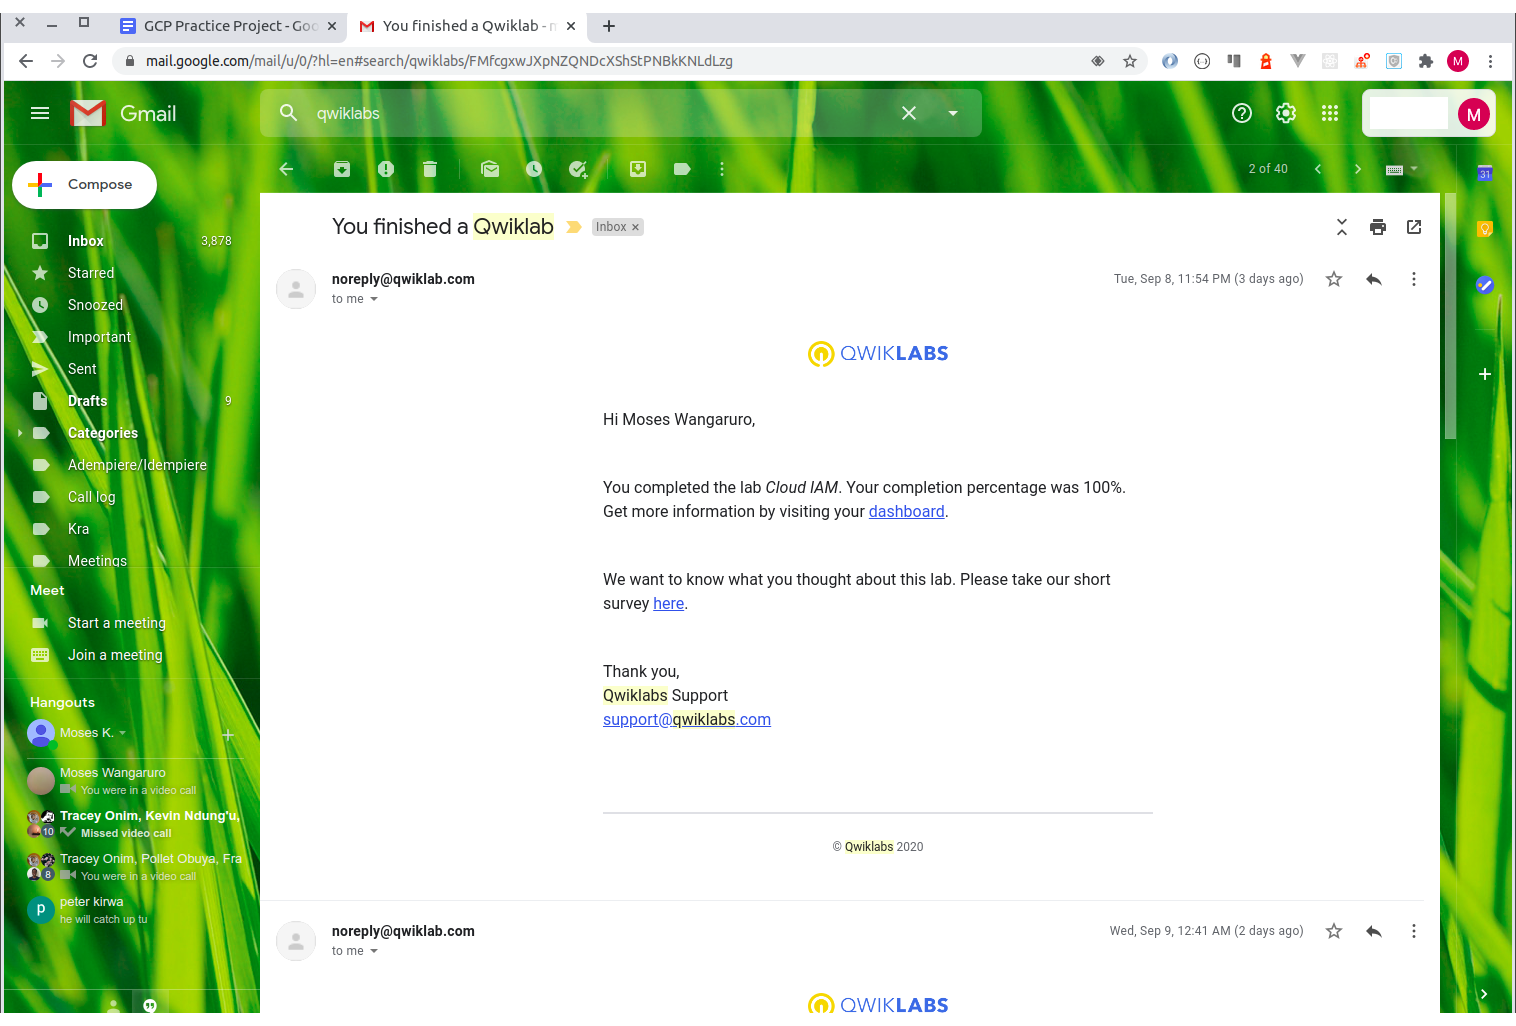 GCP Practice Project - Goo
You finished a Qwiklab - m
mail.google.com/mail/u/0/?hl=en#search/qwiklabs/FMfcgxwJXpNZQNDcXShStPNBkKNLdLzg
M
Gmail
qwiklabs
M
Compose
2 of 40
31
Inbox 3,878
Starred
Snoozed
Important
Sent
Drafts 9
Categories
Adempiere/Idempiere
Call log
Kra
Meetings
Meet
Start a meeting
Join a meeting
Hangouts
Moses K.
Moses Wangaruro
You were in a video call
Tracey Onim, Kevin Ndung'u,
10 Missed video call
Tracey Onim, Pollet Obuya, Fra
8 You were in a video call
p peter kirwa
he will catch up tu
You finished a Qwiklab
Inbox
noreply@qwiklab.com
to me
Tue, Sep 8, 11:54 PM (3 days ago)
QWIKLABS
Hi Moses Wangaruro,
You completed the lab Cloud IAM. Your completion percentage was 100%.
Get more information by visiting your dashboard.
We want to know what you thought about this lab. Please take our short
survey here.
Thank you,
Qwiklabs Support
support@qwiklabs.com
© Qwiklabs 2020
noreply@qwiklab.com
to me
Wed, Sep 9, 12:41 AM (2 days ago)
QWIKLABS